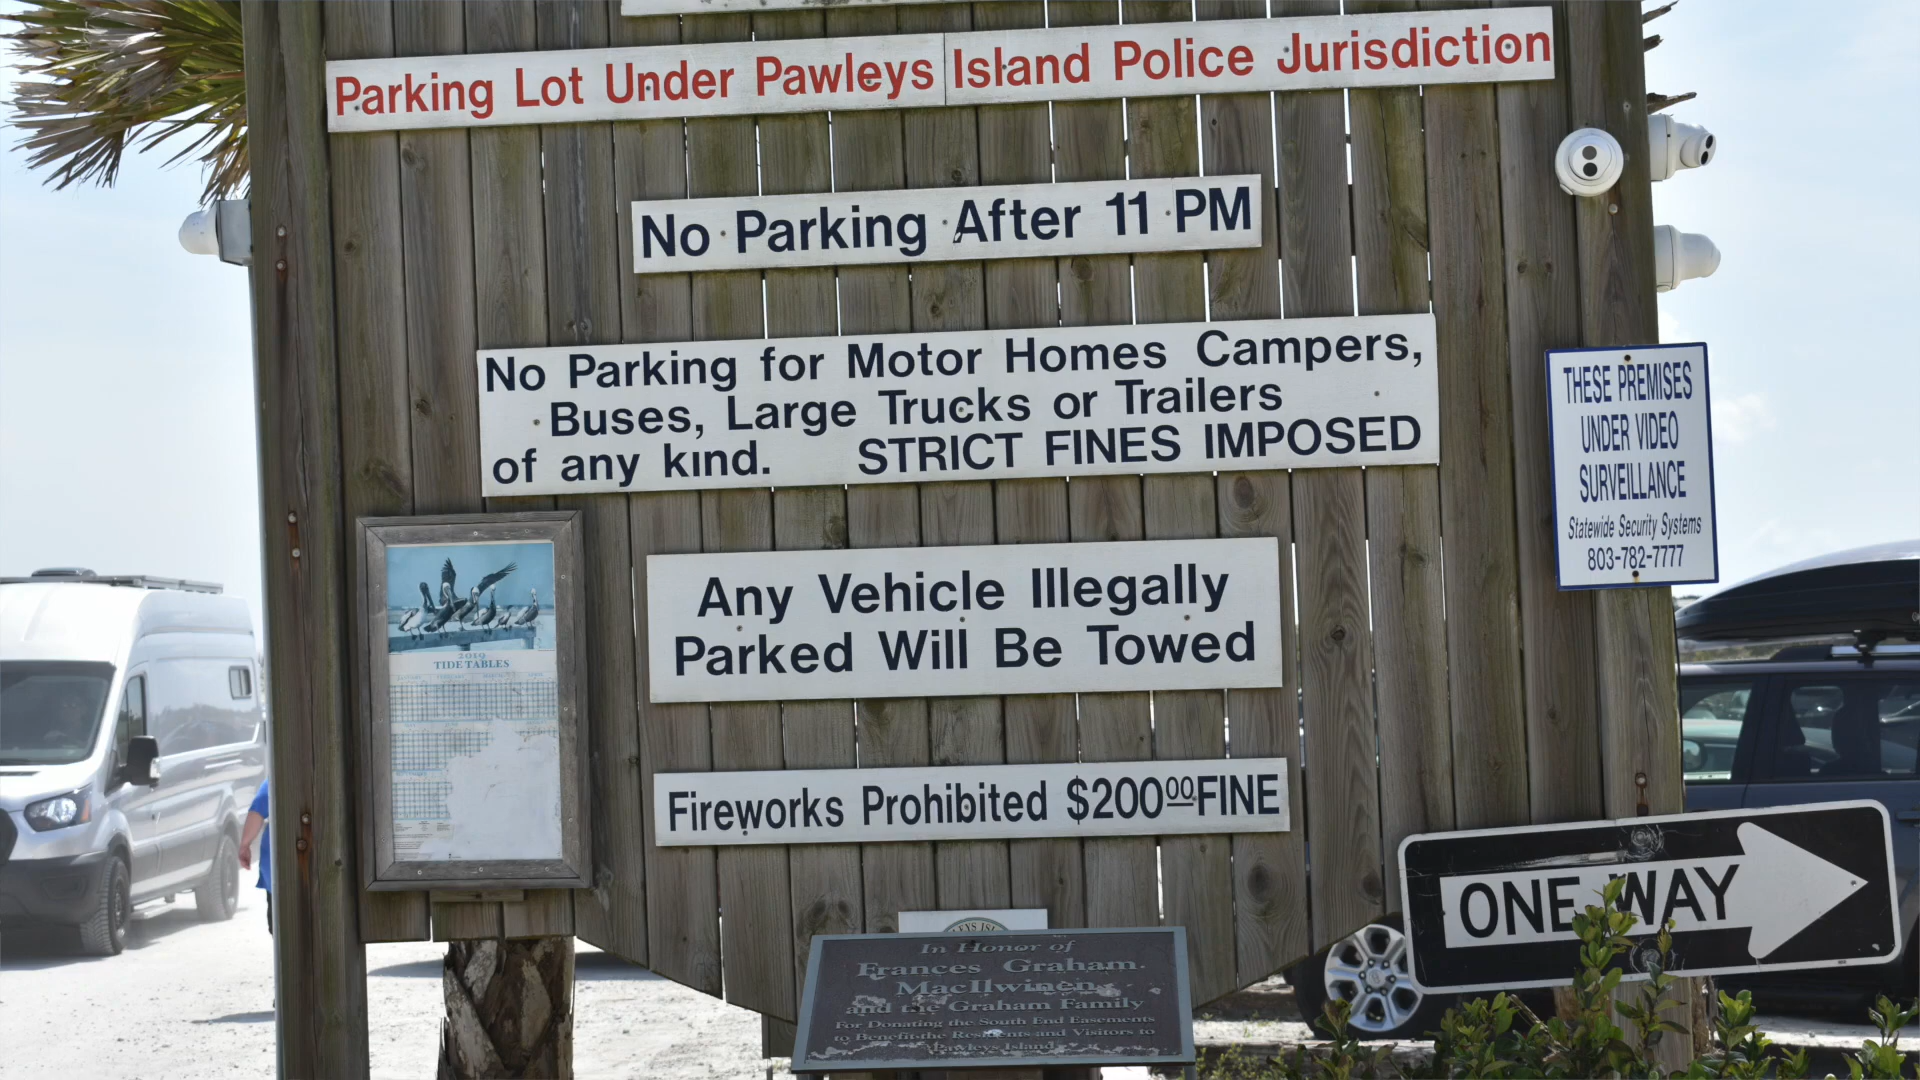 Parking Lot Under Pawleys Island Police Jurisdiction
No Parking After 11 PM
No Parking for Motor Homes Campers,
Buses, Large Trucks or Trailers
of any kind. STRICT FINES IMPOSED
THESE PREMISES
UNDER VIDEO
SURVEILLANCE
Statewide Security Systems
803-782-7777
2019
TIDE TABLES
Any Vehicle Illegally
Parked Will Be Towed
Fireworks Prohibited $200.00 FINE
ONE WAY
In Honor of
Frances Graham
MacIlwinen
and the Graham Family
For Donating the South End Easements
to Benefit the Residents and Visitors to
Pawleys Island